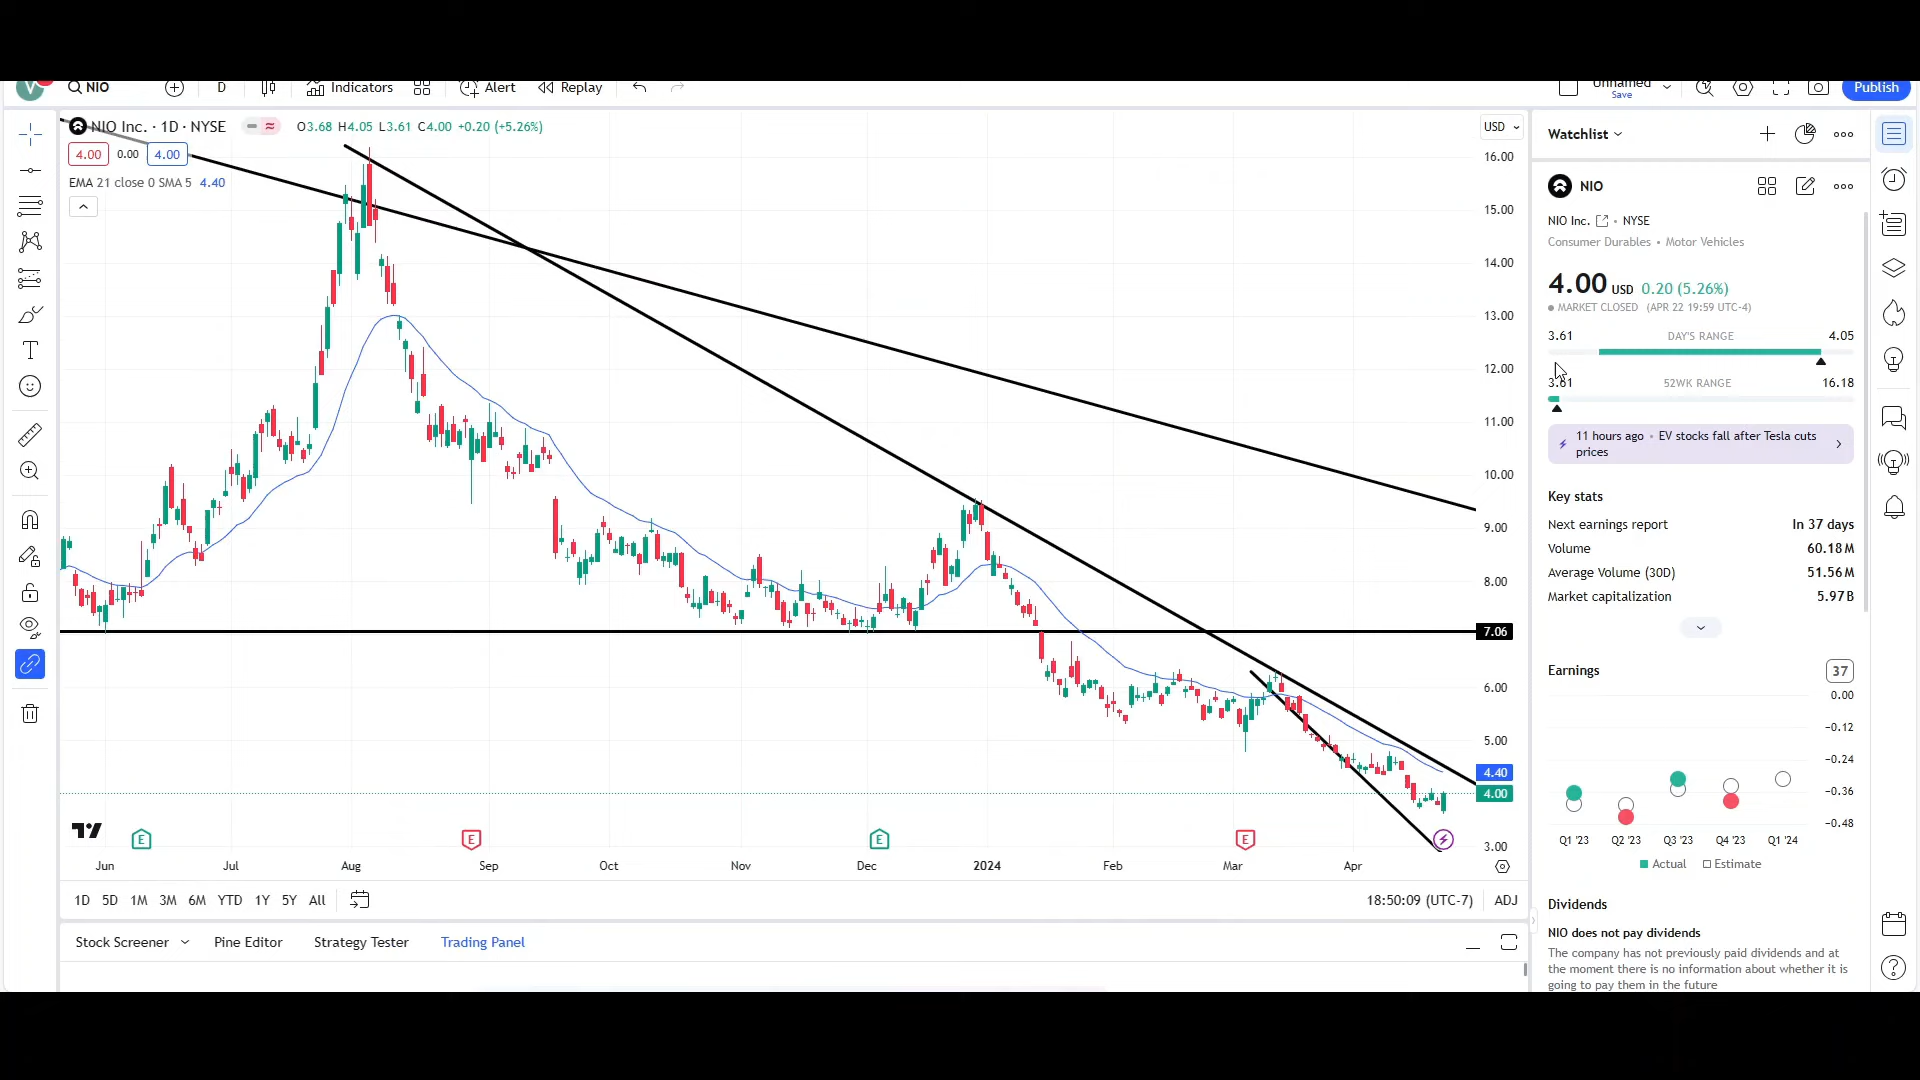 V NIO D Indicators Alert Replay Unnamed Save Publish
NIO Inc. · 1D · NYSE O3.68 H4.05 L3.61 C4.00 +0.20 (+5.26%)
4.00 0.00 4.00
EMA 21 close 0 SMA 5 4.40
USD
16.00
15.00
14.00
13.00
12.00
11.00
10.00
9.00
8.00
7.06
6.00
5.00
4.40
4.00
3.00
E E E E
Jun Jul Aug Sep Oct Nov Dec 2024 Feb Mar Apr
1D 5D 1M 3M 6M YTD 1Y 5Y All 18:50:09 (UTC-7) ADJ
Stock Screener Pine Editor Strategy Tester Trading Panel
Watchlist
NIO
NIO Inc. • NYSE
Consumer Durables • Motor Vehicles
4.00 USD 0.20 (5.26%)
MARKET CLOSED (APR 22 19:59 UTC-4)
3.61 DAY'S RANGE 4.05
3.61 52WK RANGE 16.18
11 hours ago • EV stocks fall after Tesla cuts
prices
Key stats
Next earnings report In 37 days
Volume 60.18M
Average Volume (30D) 51.56M
Market capitalization 5.97B
Earnings 37
0.00
−0.12
−0.24
−0.36
−0.48
Q1 '23 Q2 '23 Q3 '23 Q4 '23 Q1 '24
Actual Estimate
Dividends
NIO does not pay dividends
The company has not previously paid dividends and at
the moment there is no information about whether it is
going to pay them in the future